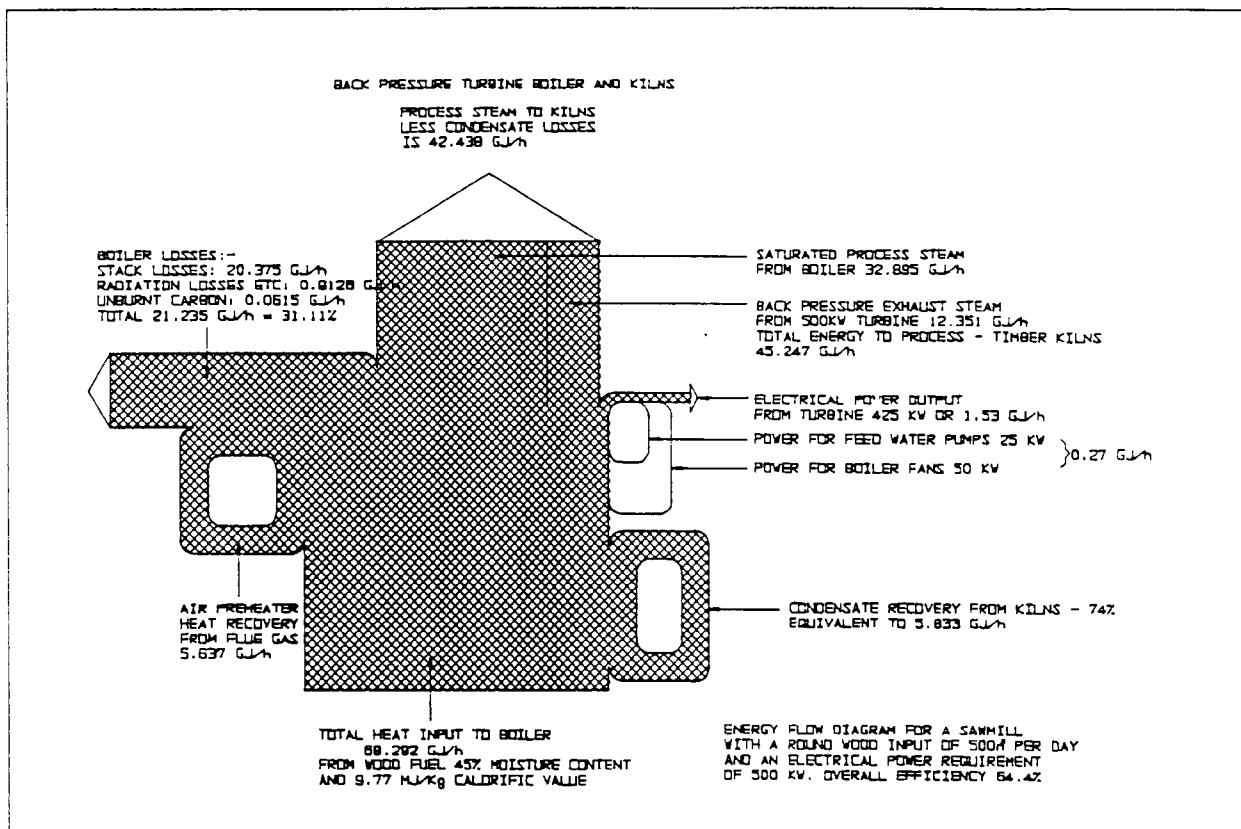 BACK PRESSURE TURBINE BOILER AND KILNS
PROCESS STEAM TO KILNS
LESS CONDENSATE LOSSES
IS 42.438 GJ/h
BOILER LOSSES:-
STACK LOSSES: 20.375 GJ/h
RADIATION LOSSES ETC: 0.8128 GJ/h
UNBURNT CARBON: 0.0615 GJ/h
TOTAL 21.235 GJ/h = 31.11%
SATURATED PROCESS STEAM
FROM BOILER 32.895 GJ/h
BACK PRESSURE EXHAUST STEAM
FROM 500KW TURBINE 12.351 GJ/h
TOTAL ENERGY TO PROCESS - TIMBER KILNS
45.247 GJ/h
ELECTRICAL POWER OUTPUT
FROM TURBINE 425 KW OR 1.53 GJ/h
POWER FOR FEED WATER PUMPS 25 KW
0.27 GJ/h
POWER FOR BOILER FANS 50 KW
AIR PREHEATER
HEAT RECOVERY
FROM FLUE GAS
5.637 GJ/h
CONDENSATE RECOVERY FROM KILNS - 74%
EQUIVALENT TO 5.833 GJ/h
TOTAL HEAT INPUT TO BOILER
68.292 GJ/h
FROM WOOD FUEL 45% MOISTURE CONTENT
AND 9.77 MJ/Kg CALORIFIC VALUE
ENERGY FLOW DIAGRAM FOR A SAWMILL
WITH A ROUND WOOD INPUT OF 500m³ PER DAY
AND AN ELECTRICAL POWER REQUIREMENT
OF 500 KW. OVERALL EFFICIENCY 64.4%